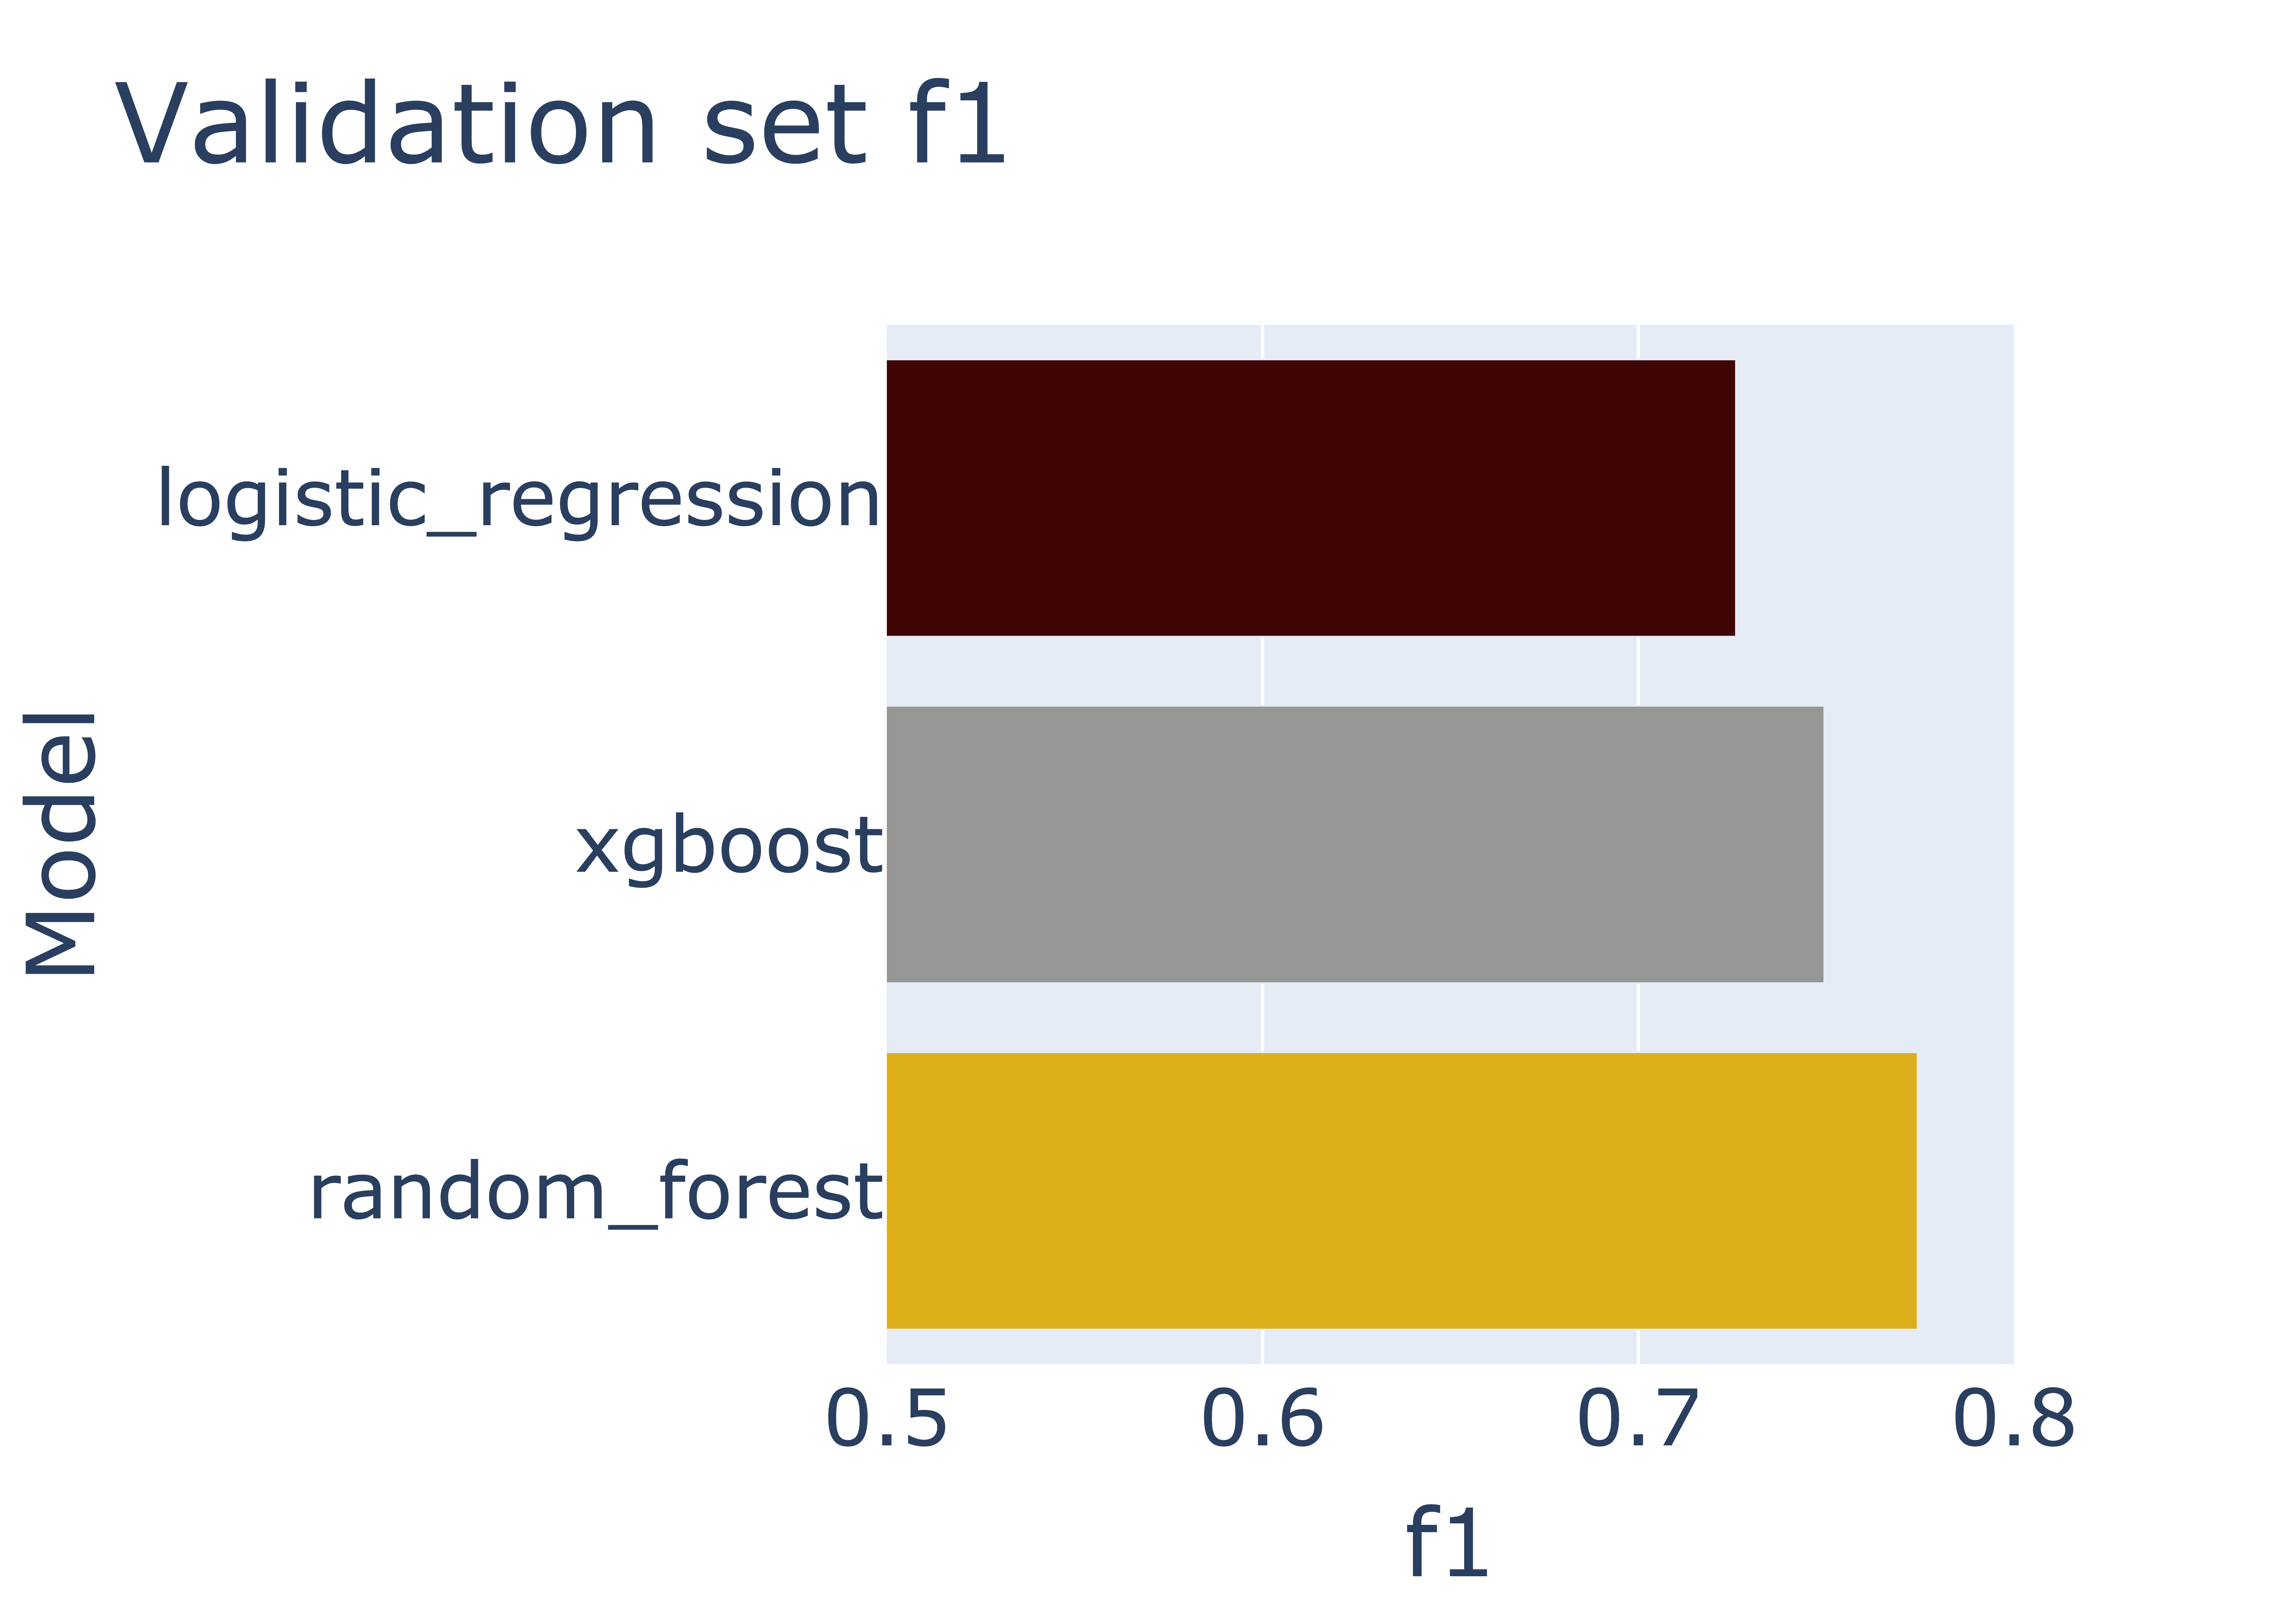 Validation set f1
logistic_regression
xgboost
random_forest
Model
0.5 0.6 0.7 0.8
f1